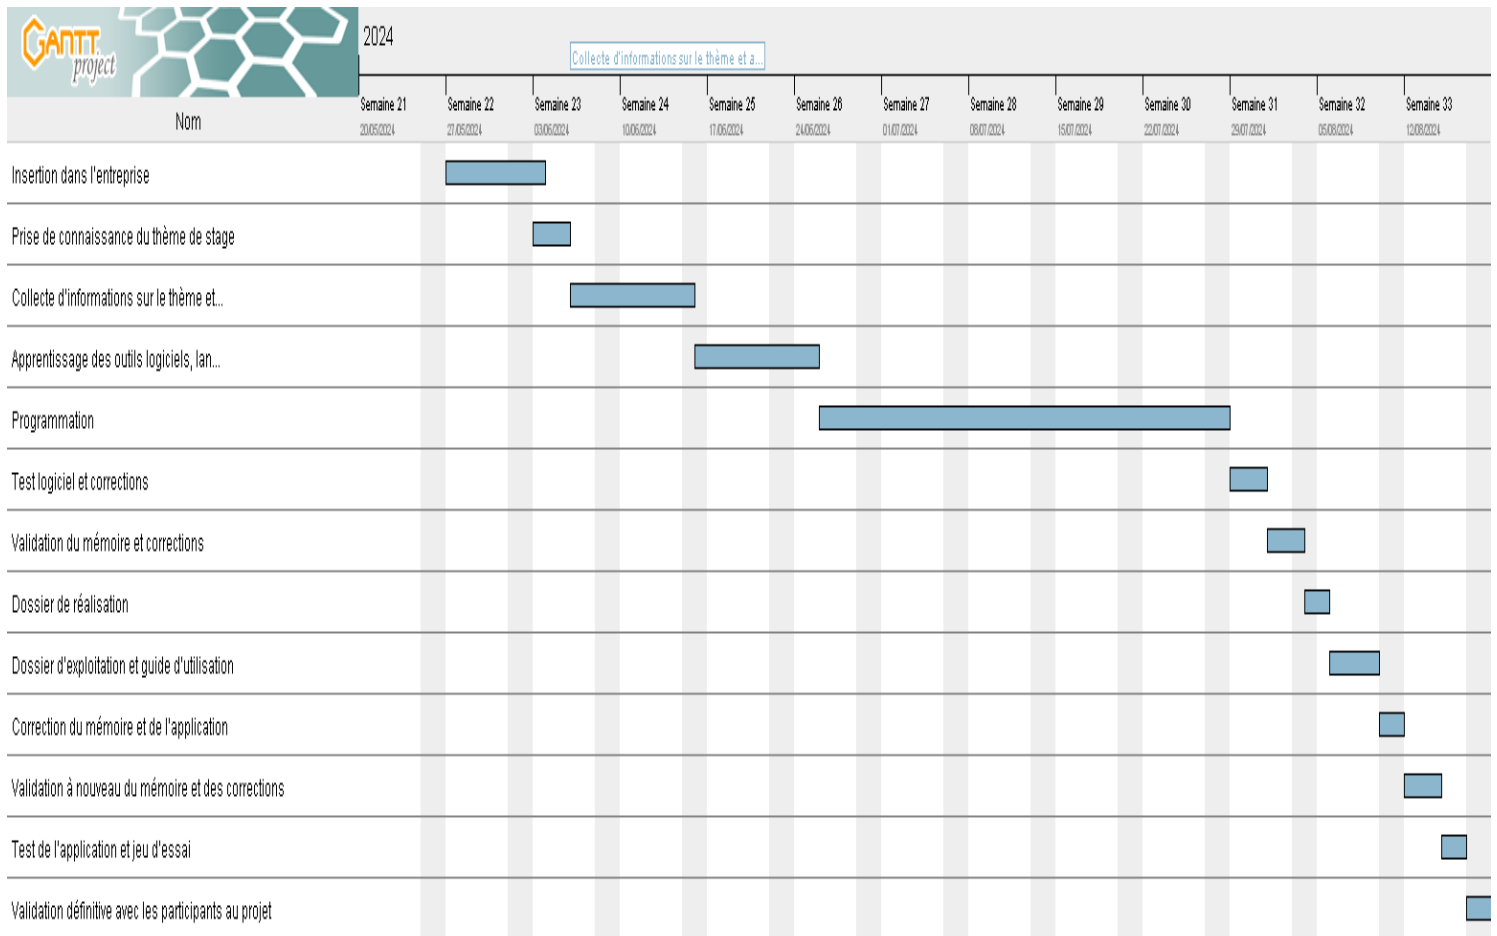 GANTT
project
2024
Collecte d'informations sur le thème et a...
Nom
Semaine 21 Semaine 22 Semaine 23 Semaine 24 Semaine 25 Semaine 26 Semaine 27 Semaine 28 Semaine 29 Semaine 30 Semaine 31 Semaine 32 Semaine 33
20/05/2024 27/05/2024 03/06/2024 10/06/2024 17/06/2024 24/06/2024 01/07/2024 08/07/2024 15/07/2024 22/07/2024 29/07/2024 05/08/2024 12/08/2024
Insertion dans l'entreprise
Prise de connaissance du thème de stage
Collecte d'informations sur le thème et...
Apprentissage des outils logiciels, lan...
Programmation
Test logiciel et corrections
Validation du mémoire et corrections
Dossier de réalisation
Dossier d'exploitation et guide d'utilisation
Correction du mémoire et de l'application
Validation à nouveau du mémoire et des corrections
Test de l'application et jeu d'essai
Validation définitive avec les participants au projet